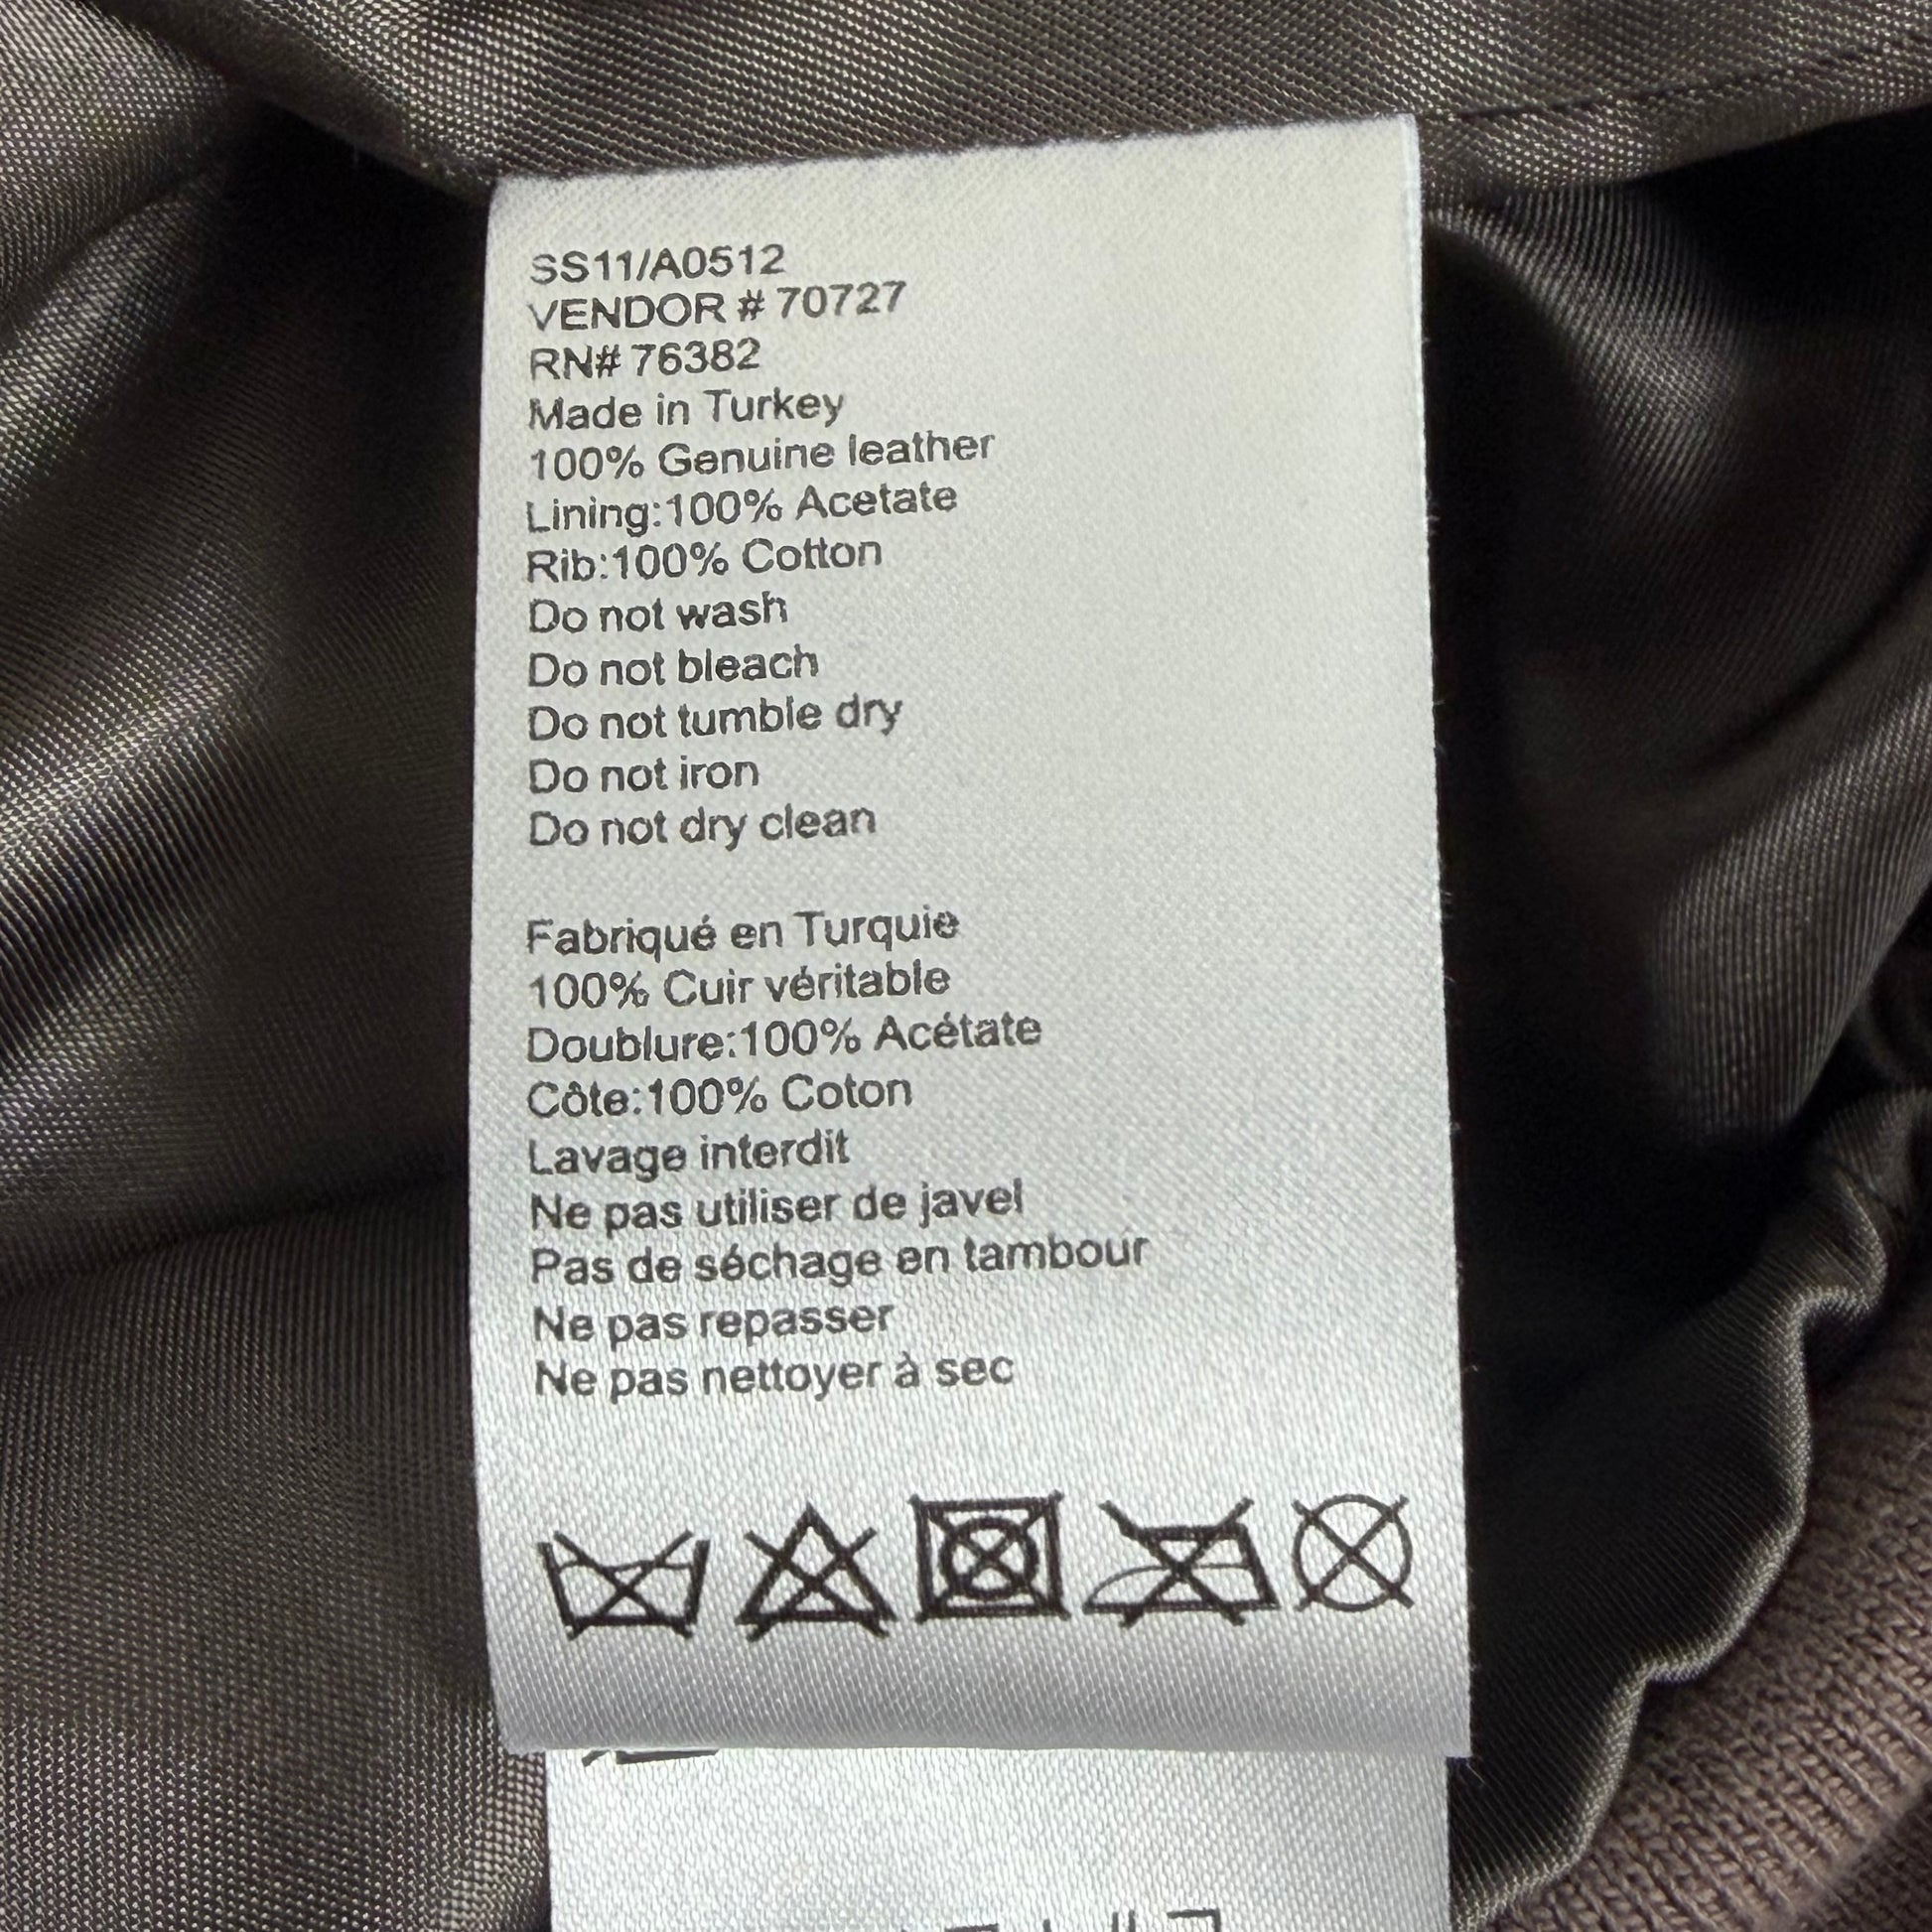 SS11/A0512
VENDOR # 70727
RN# 76382
Made in Turkey
100% Genuine leather
Lining:100% Acetate
Rib:100% Cotton
Do not wash
Do not bleach
Do not tumble dry
Do not iron
Do not dry clean
Fabriqué en Turquie
100% Cuir véritable
Doublure:100% Acétate
Côte:100% Coton
Lavage interdit
Ne pas utiliser de javel
Pas de séchage en tambour
Ne pas repasser
Ne pas nettoyer à sec